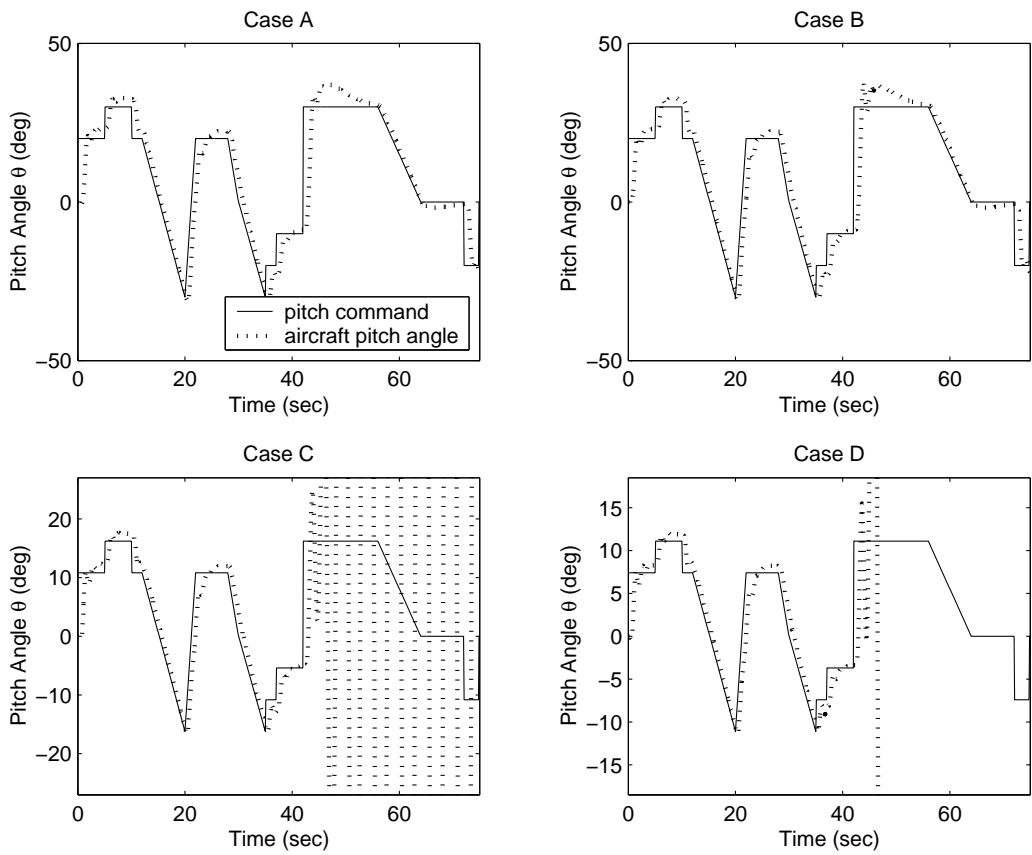 Case A
50
0
−50
Pitch Angle θ (deg)
pitch command
aircraft pitch angle
0 20 40 60
Time (sec)
Case B
50
0
−50
Pitch Angle θ (deg)
0 20 40 60
Time (sec)
Case C
20
10
0
−10
−20
Pitch Angle θ (deg)
0 20 40 60
Time (sec)
Case D
15
10
5
0
−5
−10
−15
Pitch Angle θ (deg)
0 20 40 60
Time (sec)